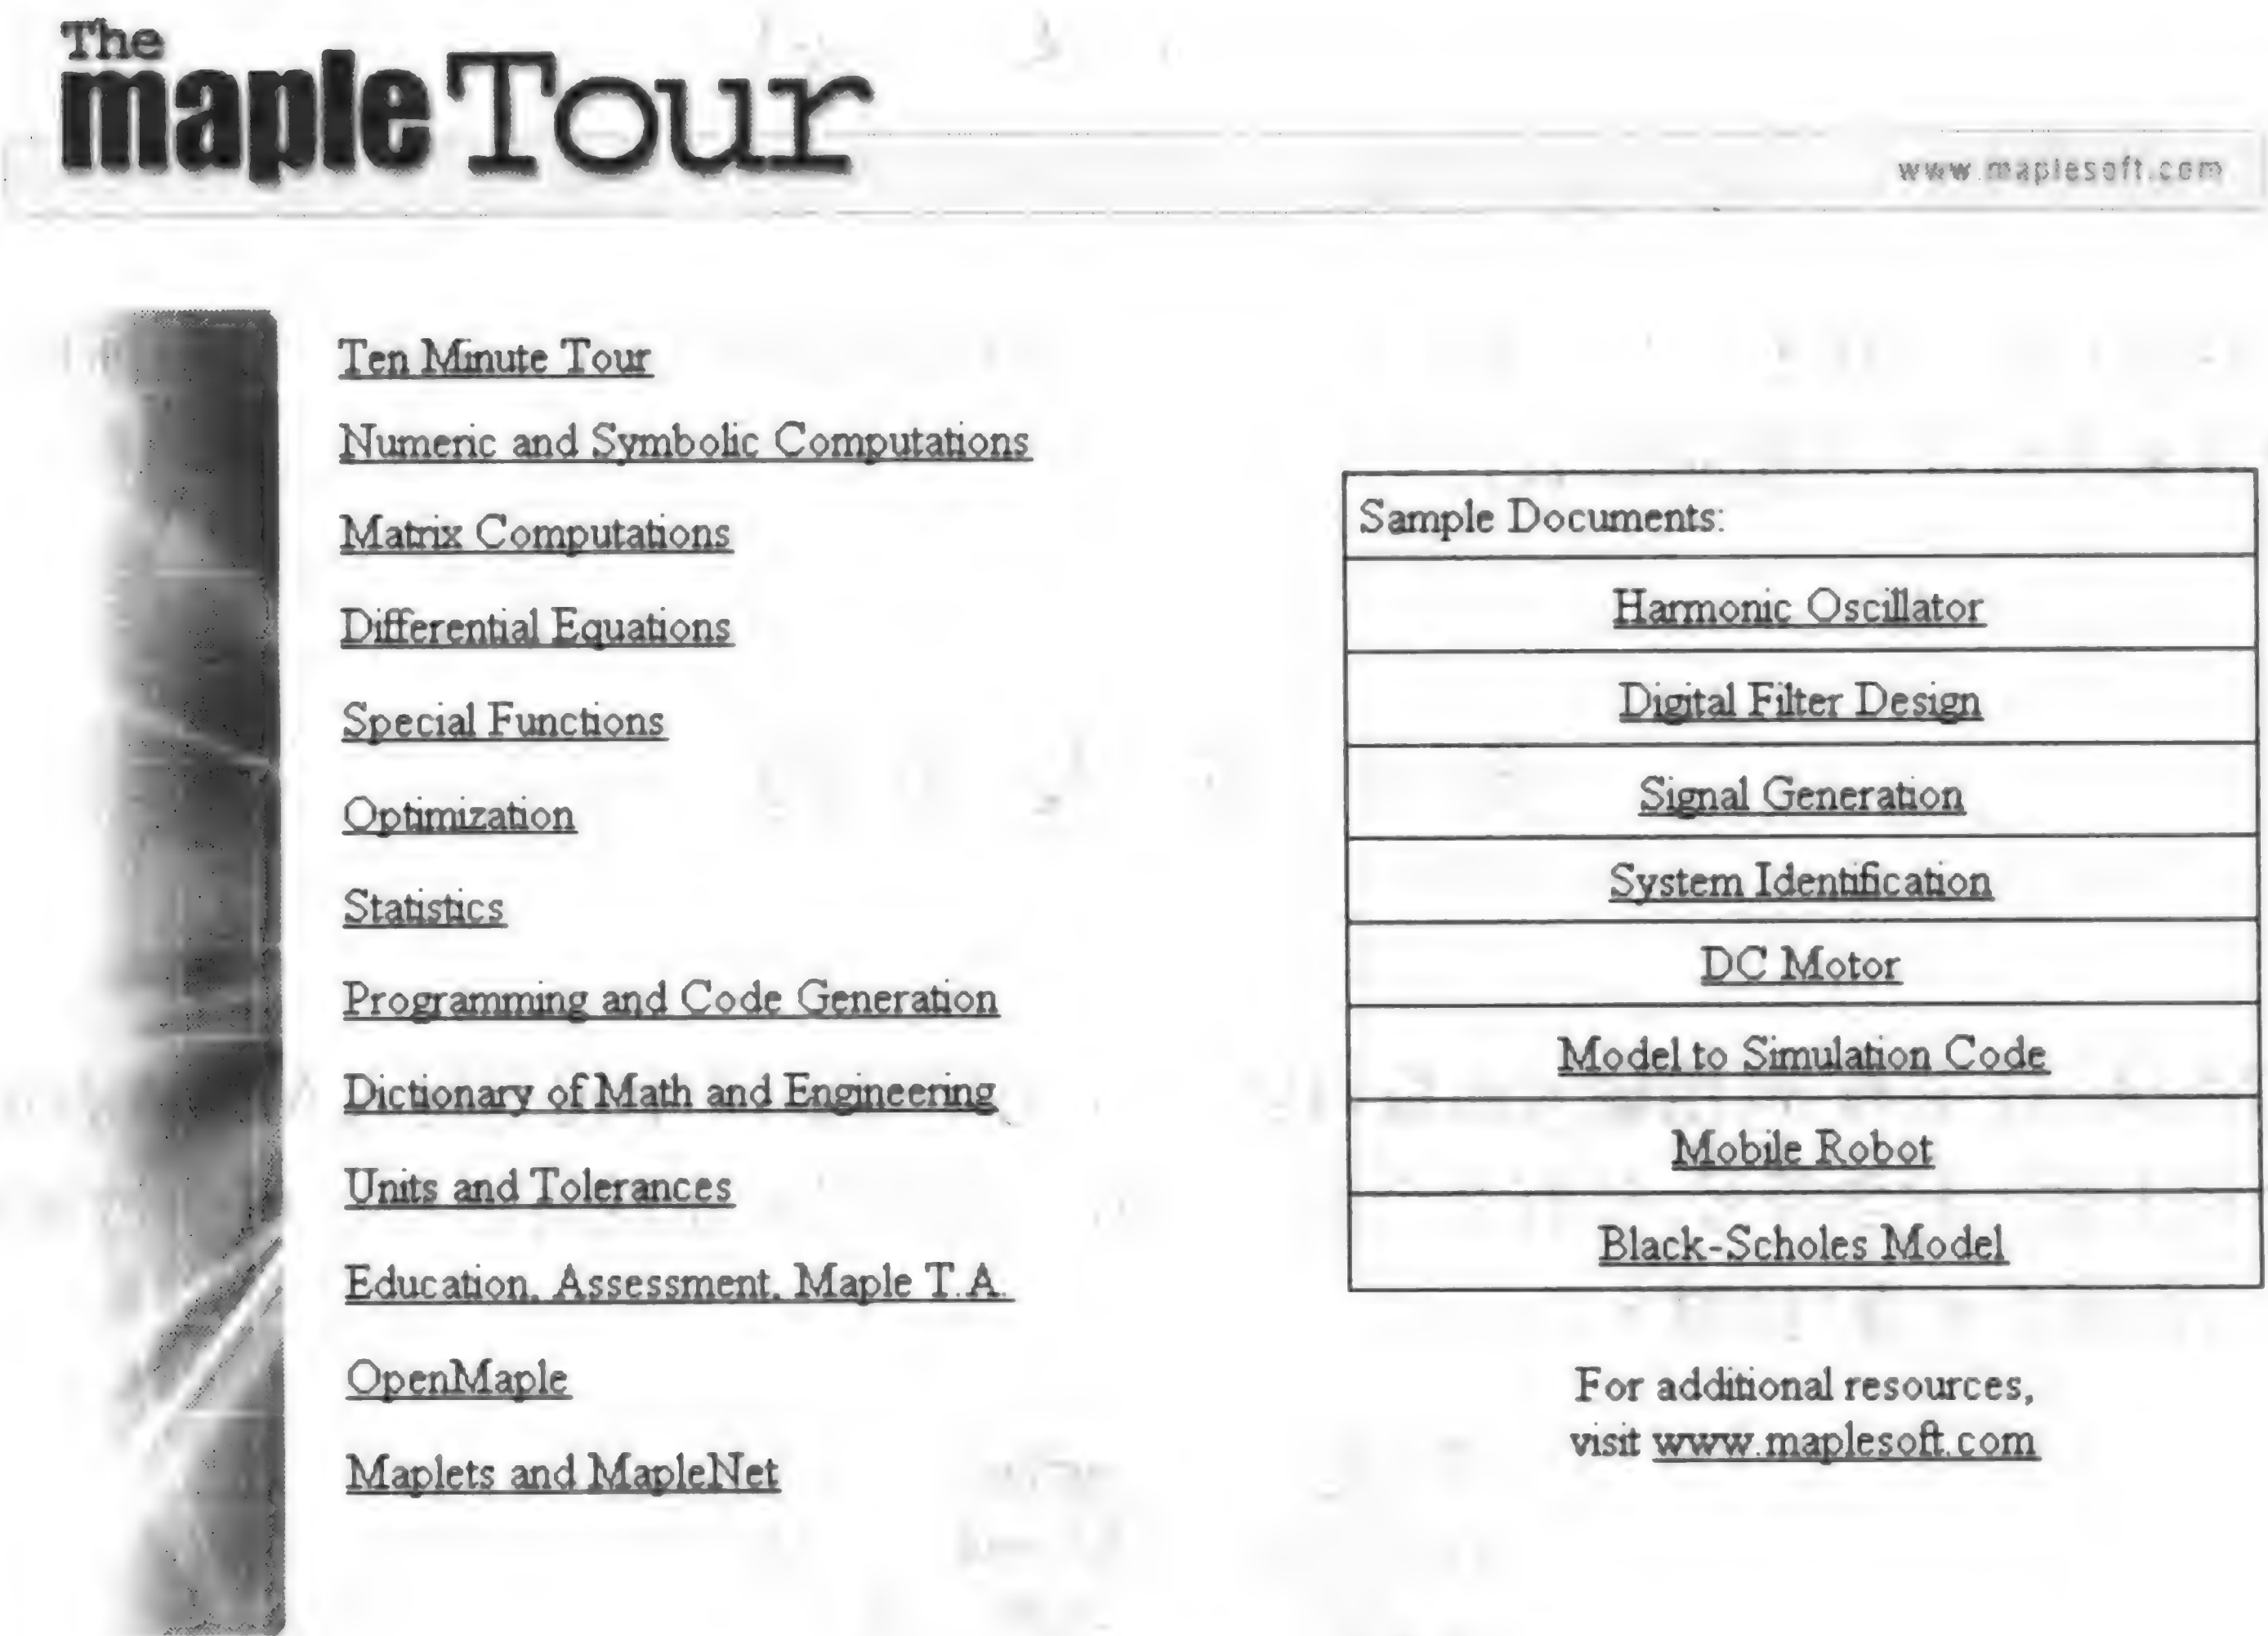 The
maple Tour
www.maplesoft.com
Ten Minute Tour
Numeric and Symbolic Computations
Matrix Computations
Differential Equations
Special Functions
Optimization
Statistics
Programming and Code Generation
Dictionary of Math and Engineering
Units and Tolerances
Education, Assessment, Maple T.A.
OpenMaple
Maplets and MapleNet
Sample Documents:
Harmonic Oscillator
Digital Filter Design
Signal Generation
System Identification
DC Motor
Model to Simulation Code
Mobile Robot
Black-Scholes Model
For additional resources,
visit www.maplesoft.com